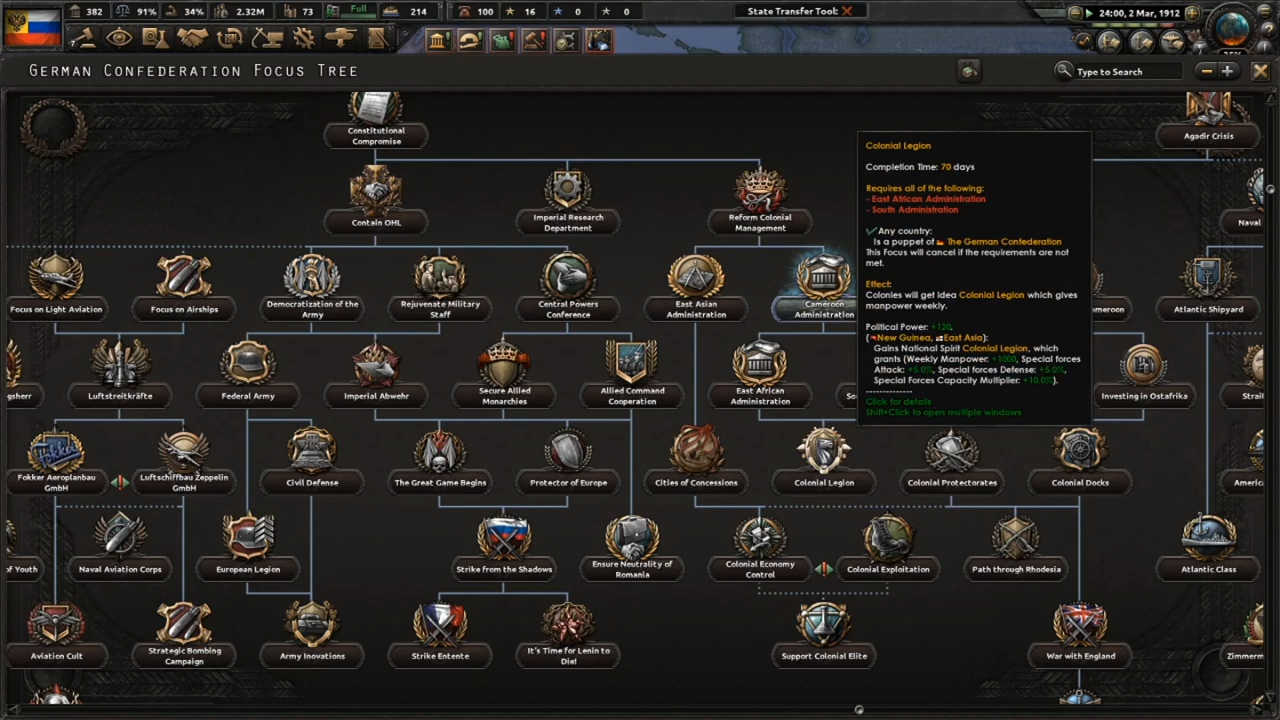 382
91%
34%
2.32M
73
Full
214
100
16
0
0
State Transfer Tool:
24:00, 2 Mar, 1912
German Confederation Focus Tree
Type to Search
Constitutional
Compromise
Agadir Crisis
Contain OHL
Imperial Research
Department
Reform Colonial
Management
Naval
Focus on Light Aviation
Focus on Airships
Democratization of the
Army
Rejuvenate Military
Staff
Central Powers
Conference
East Asian
Administration
Cameroon
Administration
Atlantic Shipyard
Colonial Legion
Completion Time: 70 days
Requires all of the following:
- East African Administration
- South Administration
Any country:
Is a puppet of The German Confederation
This Focus will cancel if the requirements are not
met.
Effect:
Colonies will get idea Colonial Legion which gives
manpower weekly.
Political Power: +120.
(New Guinea, East Asia):
Gains National Spirit Colonial Legion, which
grants (Weekly Manpower: +1000, Special forces
Attack: +5.0%, Special forces Defense: +5.0%,
Special Forces Capacity Multiplier: +10.0%).
--------------
Click for details
Shift+Click to open multiple windows
Luftstreitkräfte
Federal Army
Imperial Abwehr
Secure Allied
Monarchies
Allied Command
Cooperation
East African
Administration
Investing in Ostafrika
Fokker Aeroplanbau
GmbH
Luftschiffbau Zeppelin
GmbH
Civil Defense
The Great Game Begins
Protector of Europe
Cities of Concessions
Colonial Legion
Colonial Protectorates
Colonial Docks
of Youth
Naval Aviation Corps
European Legion
Strike from the Shadows
Ensure Neutrality of
Romania
Colonial Economy
Control
Colonial Exploitation
Path through Rhodesia
Atlantic Class
Aviation Cult
Strategic Bombing
Campaign
Army Inovations
Strike Entente
It's Time for Lenin to
Die!
Support Colonial Elite
War with England
Zimmerm